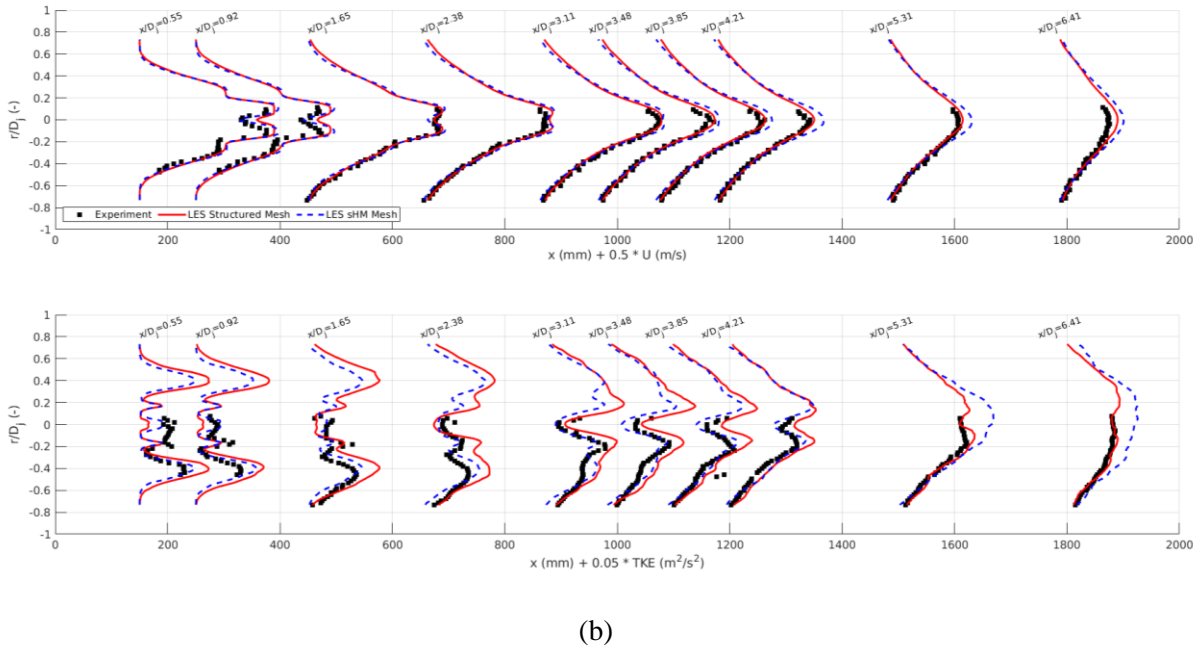 x/Dj=0.55 x/Dj=0.92 x/Dj=1.65 x/Dj=2.38 x/Dj=3.11 x/Dj=3.48 x/Dj=3.85 x/Dj=4.21 x/Dj=5.31 x/Dj=6.41
1
0.8
0.6
0.4
0.2
0
-0.2
-0.4
-0.6
-0.8
-1
r/Dj (-)
Experiment LES Structured Mesh LES sHM Mesh
0 200 400 600 800 1000 1200 1400 1600 1800 2000
x (mm) + 0.5 * U (m/s)
x/Dj=0.55 x/Dj=0.92 x/Dj=1.65 x/Dj=2.38 x/Dj=3.11 x/Dj=3.48 x/Dj=3.85 x/Dj=4.21 x/Dj=5.31 x/Dj=6.41
1
0.8
0.6
0.4
0.2
0
-0.2
-0.4
-0.6
-0.8
-1
r/Dj (-)
0 200 400 600 800 1000 1200 1400 1600 1800 2000
x (mm) + 0.05 * TKE (m²/s²)
(b)